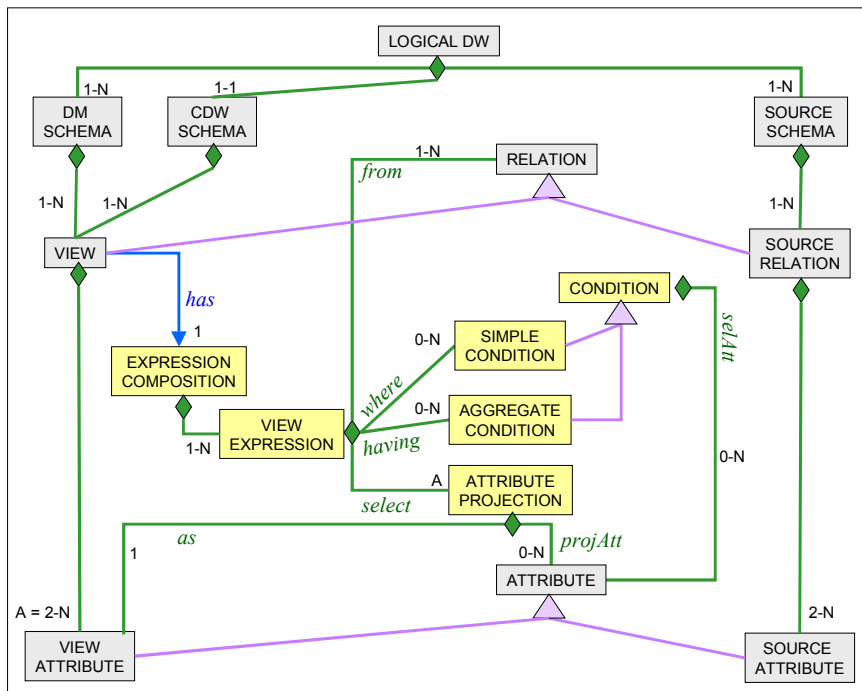 LOGICAL DW
1-N
1-1
1-N
DM
SCHEMA
CDW
SCHEMA
SOURCE
SCHEMA
1-N
RELATION
from
1-N
1-N
1-N
VIEW
SOURCE
RELATION
has
CONDITION
selAtt
1
0-N
SIMPLE
CONDITION
EXPRESSION
COMPOSITION
where
0-N
AGGREGATE
CONDITION
VIEW
EXPRESSION
1-N
having
0-N
A
ATTRIBUTE
PROJECTION
select
as
projAtt
1
0-N
ATTRIBUTE
A = 2-N
2-N
VIEW
ATTRIBUTE
SOURCE
ATTRIBUTE